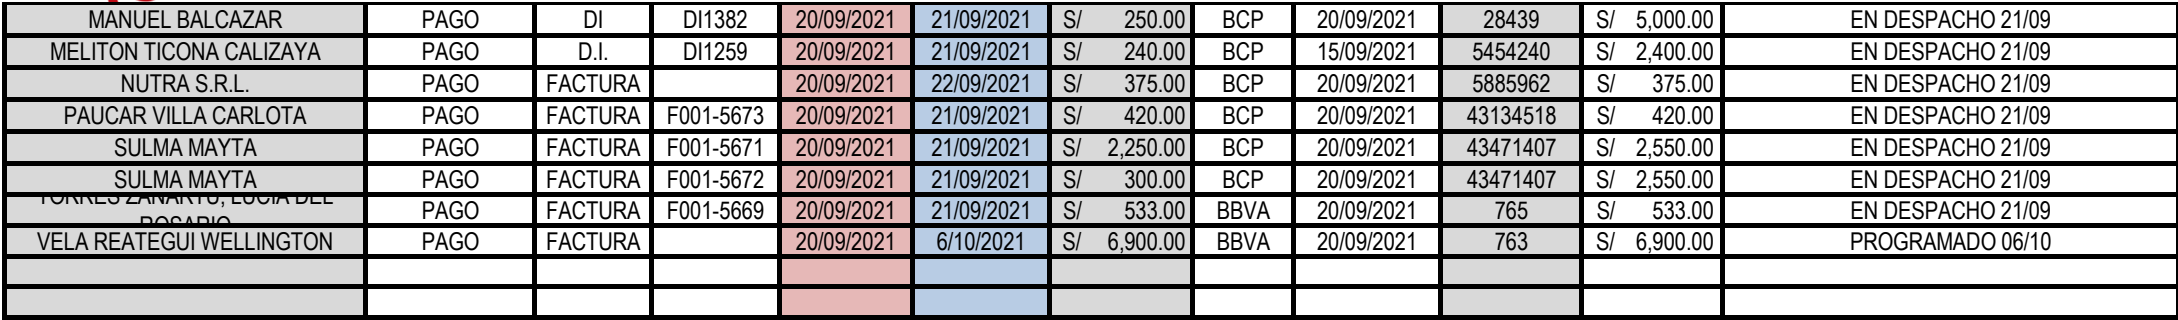 MANUEL BALCAZAR PAGO DI DI1382 20/09/2021 21/09/2021 S/ 250.00 BCP 20/09/2021 28439 S/ 5,000.00 EN DESPACHO 21/09
MELITON TICONA CALIZAYA PAGO D.I. DI1259 20/09/2021 21/09/2021 S/ 240.00 BCP 15/09/2021 5454240 S/ 2,400.00 EN DESPACHO 21/09
NUTRA S.R.L. PAGO FACTURA 20/09/2021 22/09/2021 S/ 375.00 BCP 20/09/2021 5885962 S/ 375.00 EN DESPACHO 21/09
PAUCAR VILLA CARLOTA PAGO FACTURA F001-5673 20/09/2021 21/09/2021 S/ 420.00 BCP 20/09/2021 43134518 S/ 420.00 EN DESPACHO 21/09
SULMA MAYTA PAGO FACTURA F001-5671 20/09/2021 21/09/2021 S/ 2,250.00 BCP 20/09/2021 43471407 S/ 2,550.00 EN DESPACHO 21/09
SULMA MAYTA PAGO FACTURA F001-5672 20/09/2021 21/09/2021 S/ 300.00 BCP 20/09/2021 43471407 S/ 2,550.00 EN DESPACHO 21/09
TORRES ZANARTU, LUCIA DEL
ROSARIO PAGO FACTURA F001-5669 20/09/2021 21/09/2021 S/ 533.00 BBVA 20/09/2021 765 S/ 533.00 EN DESPACHO 21/09
VELA REATEGUI WELLINGTON PAGO FACTURA 20/09/2021 6/10/2021 S/ 6,900.00 BBVA 20/09/2021 763 S/ 6,900.00 PROGRAMADO 06/10